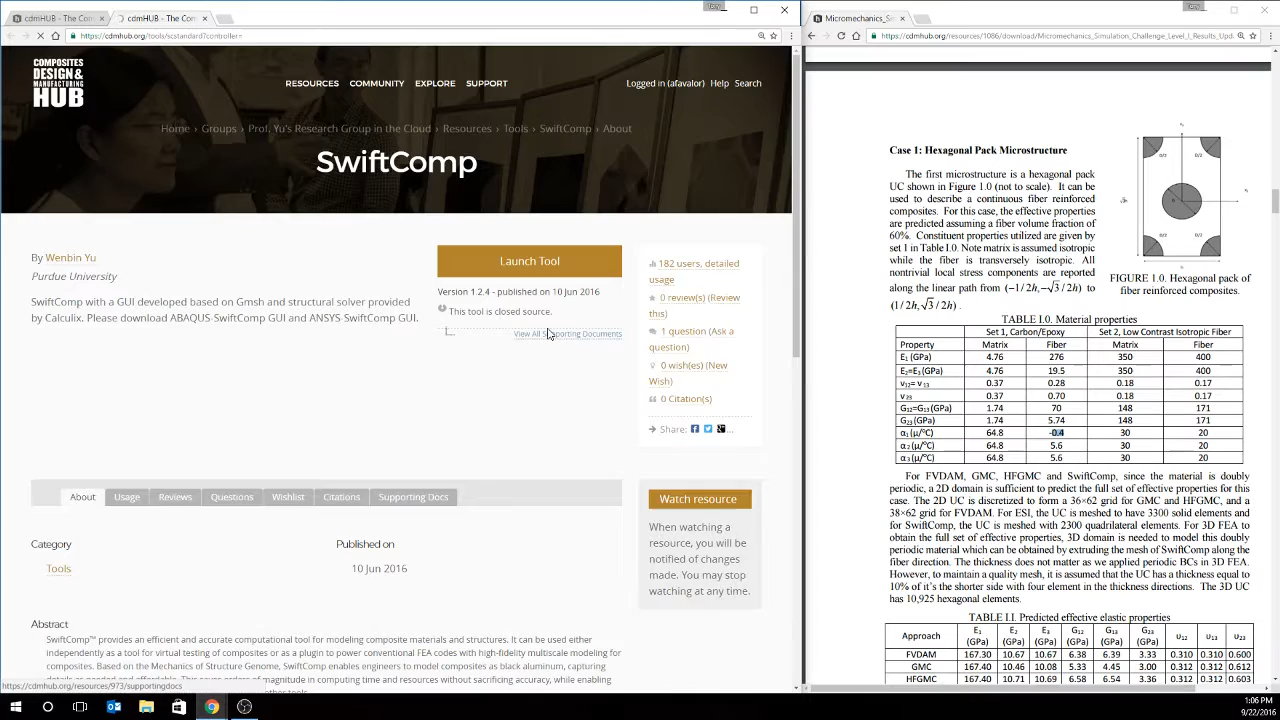 cdmHUB - The Con
cdmHUB - The Con
Tony
https://cdmhub.org/tools/scstandard?controller=
COMPOSITES
DESIGN &
MANUFACTURING
HUB
RESOURCES COMMUNITY EXPLORE SUPPORT
Logged in (afavalor) Help Search
Home › Groups › Prof. Yu's Research Group in the Cloud › Resources › Tools › SwiftComp › About
SwiftComp
By Wenbin Yu
Purdue University
SwiftComp with a GUI developed based on Gmsh and structural solver provided
by Calculix. Please download ABAQUS-SwiftComp GUI and ANSYS-SwiftComp GUI.
Launch Tool
Version 1.2.4 - published on 10 Jun 2016
This tool is closed source.
View All Supporting Documents
182 users, detailed
usage
0 review(s) (Review
this)
1 question (Ask a
question)
0 wish(es) (New
Wish)
0 Citation(s)
Share:
About Usage Reviews Questions Wishlist Citations Supporting Docs
Category
Published on
Tools
10 Jun 2016
Watch resource
When watching a
resource, you will be
notified of changes
made. You may stop
watching at any time.
Abstract
SwiftComp™ provides an efficient and accurate computational tool for modeling composite materials and structures. It can be used either
independently as a tool for virtual testing of composites or as a plugin to power conventional FEA codes with high-fidelity multiscale modeling for
composites. Based on the Mechanics of Structure Genome, SwiftComp enables engineers to model composites as black aluminum, capturing
https://cdmhub.org/resources/973/supportingdocs
Micromechanics_Si
Tony
https://cdmhub.org/resources/1086/download/Micromechanics_Simulation_Challenge_Level_I_Results_Upd
Case 1: Hexagonal Pack Microstructure
The first microstructure is a hexagonal pack
UC shown in Figure 1.0 (not to scale). It can be
used to describe a continuous fiber reinforced
composites. For this case, the effective properties
are predicted assuming a fiber volume fraction of
60%. Constituent properties utilized are given by
set 1 in Table I.0. Note matrix is assumed isotropic
while the fiber is transversely isotropic. All
nontrivial local stress components are reported
along the linear path from (−1/2h,−√3/2h) to
(1/2h,√3/2h).
FIGURE 1.0. Hexagonal pack of
fiber reinforced composites.
TABLE I.0. Material properties
Set 1, Carbon/Epoxy Set 2, Low Contrast Isotropic Fiber
Property Matrix Fiber Matrix Fiber
E1 (GPa) 4.76 276 350 400
E2=E3 (GPa) 4.76 19.5 350 400
ν12= ν13 0.37 0.28 0.18 0.17
ν23 0.37 0.70 0.18 0.17
G12=G13 (GPa) 1.74 70 148 171
G23 (GPa) 1.74 5.74 148 171
α1 (μ/°C) 64.8 -0.4 30 20
α2 (μ/°C) 64.8 5.6 30 20
α3 (μ/°C) 64.8 5.6 30 20
For FVDAM, GMC, HFGMC and SwiftComp, since the material is doubly
periodic, a 2D domain is sufficient to predict the full set of effective properties for this
case. The 2D UC is discretized to form a 36×62 grid for GMC and HFGMC, and a
38×62 grid for FVDAM. For ESI, the UC is meshed to have 3300 solid elements and
for SwiftComp, the UC is meshed with 2300 quadrilateral elements. For 3D FEA to
obtain the full set of effective properties, 3D domain is needed to model this doubly
periodic material which can be obtained by extruding the mesh of SwiftComp along the
fiber direction. The thickness does not matter as we applied periodic BCs in 3D FEA.
However, to maintain a quality mesh, it is assumed that the UC has a thickness equal to
10% of it's the shorter side with four element in the thickness directions. The 3D UC
has 10,925 hexagonal elements.
TABLE I.I. Predicted effective elastic properties
Approach E1 (GPa) E2 (GPa) E3 (GPa) G12 (GPa) G13 (GPa) G23 (GPa) υ12 υ13 υ23
FVDAM 167.30 10.67 10.67 6.38 6.39 3.33 0.310 0.310 0.600
GMC 167.40 10.46 10.08 5.33 4.45 3.00 0.312 0.312 0.612
HFGMC 167.40 10.71 10.69 6.58 6.54 3.36 0.312 0.312 0.603
1:06 PM
9/22/2016